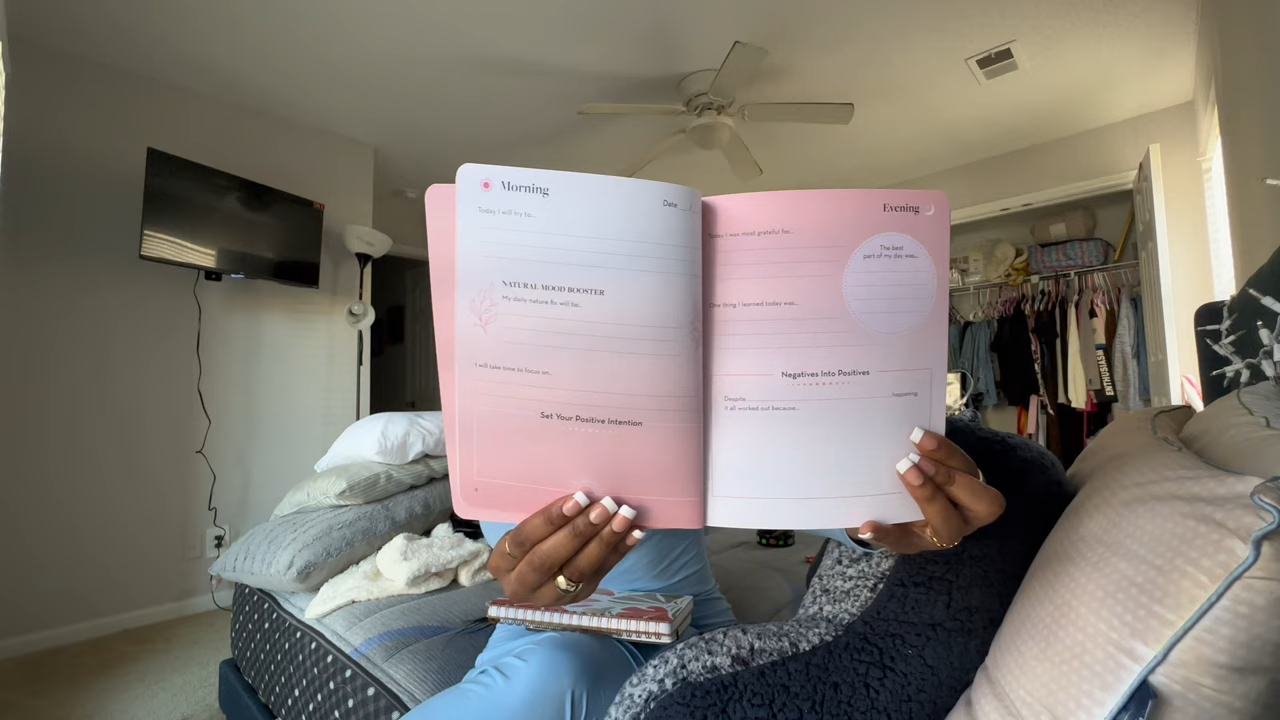 Morning
Date
Today I will try to...
NATURAL MOOD BOOSTER
My daily nature fix will be...
I will take time to focus on...
Set Your Positive Intention
Evening
Today I was most grateful for...
The best
part of my day was...
One thing I learned today was...
Negatives Into Positives
Despite happening
it all worked out because...
ENTHUSIASM